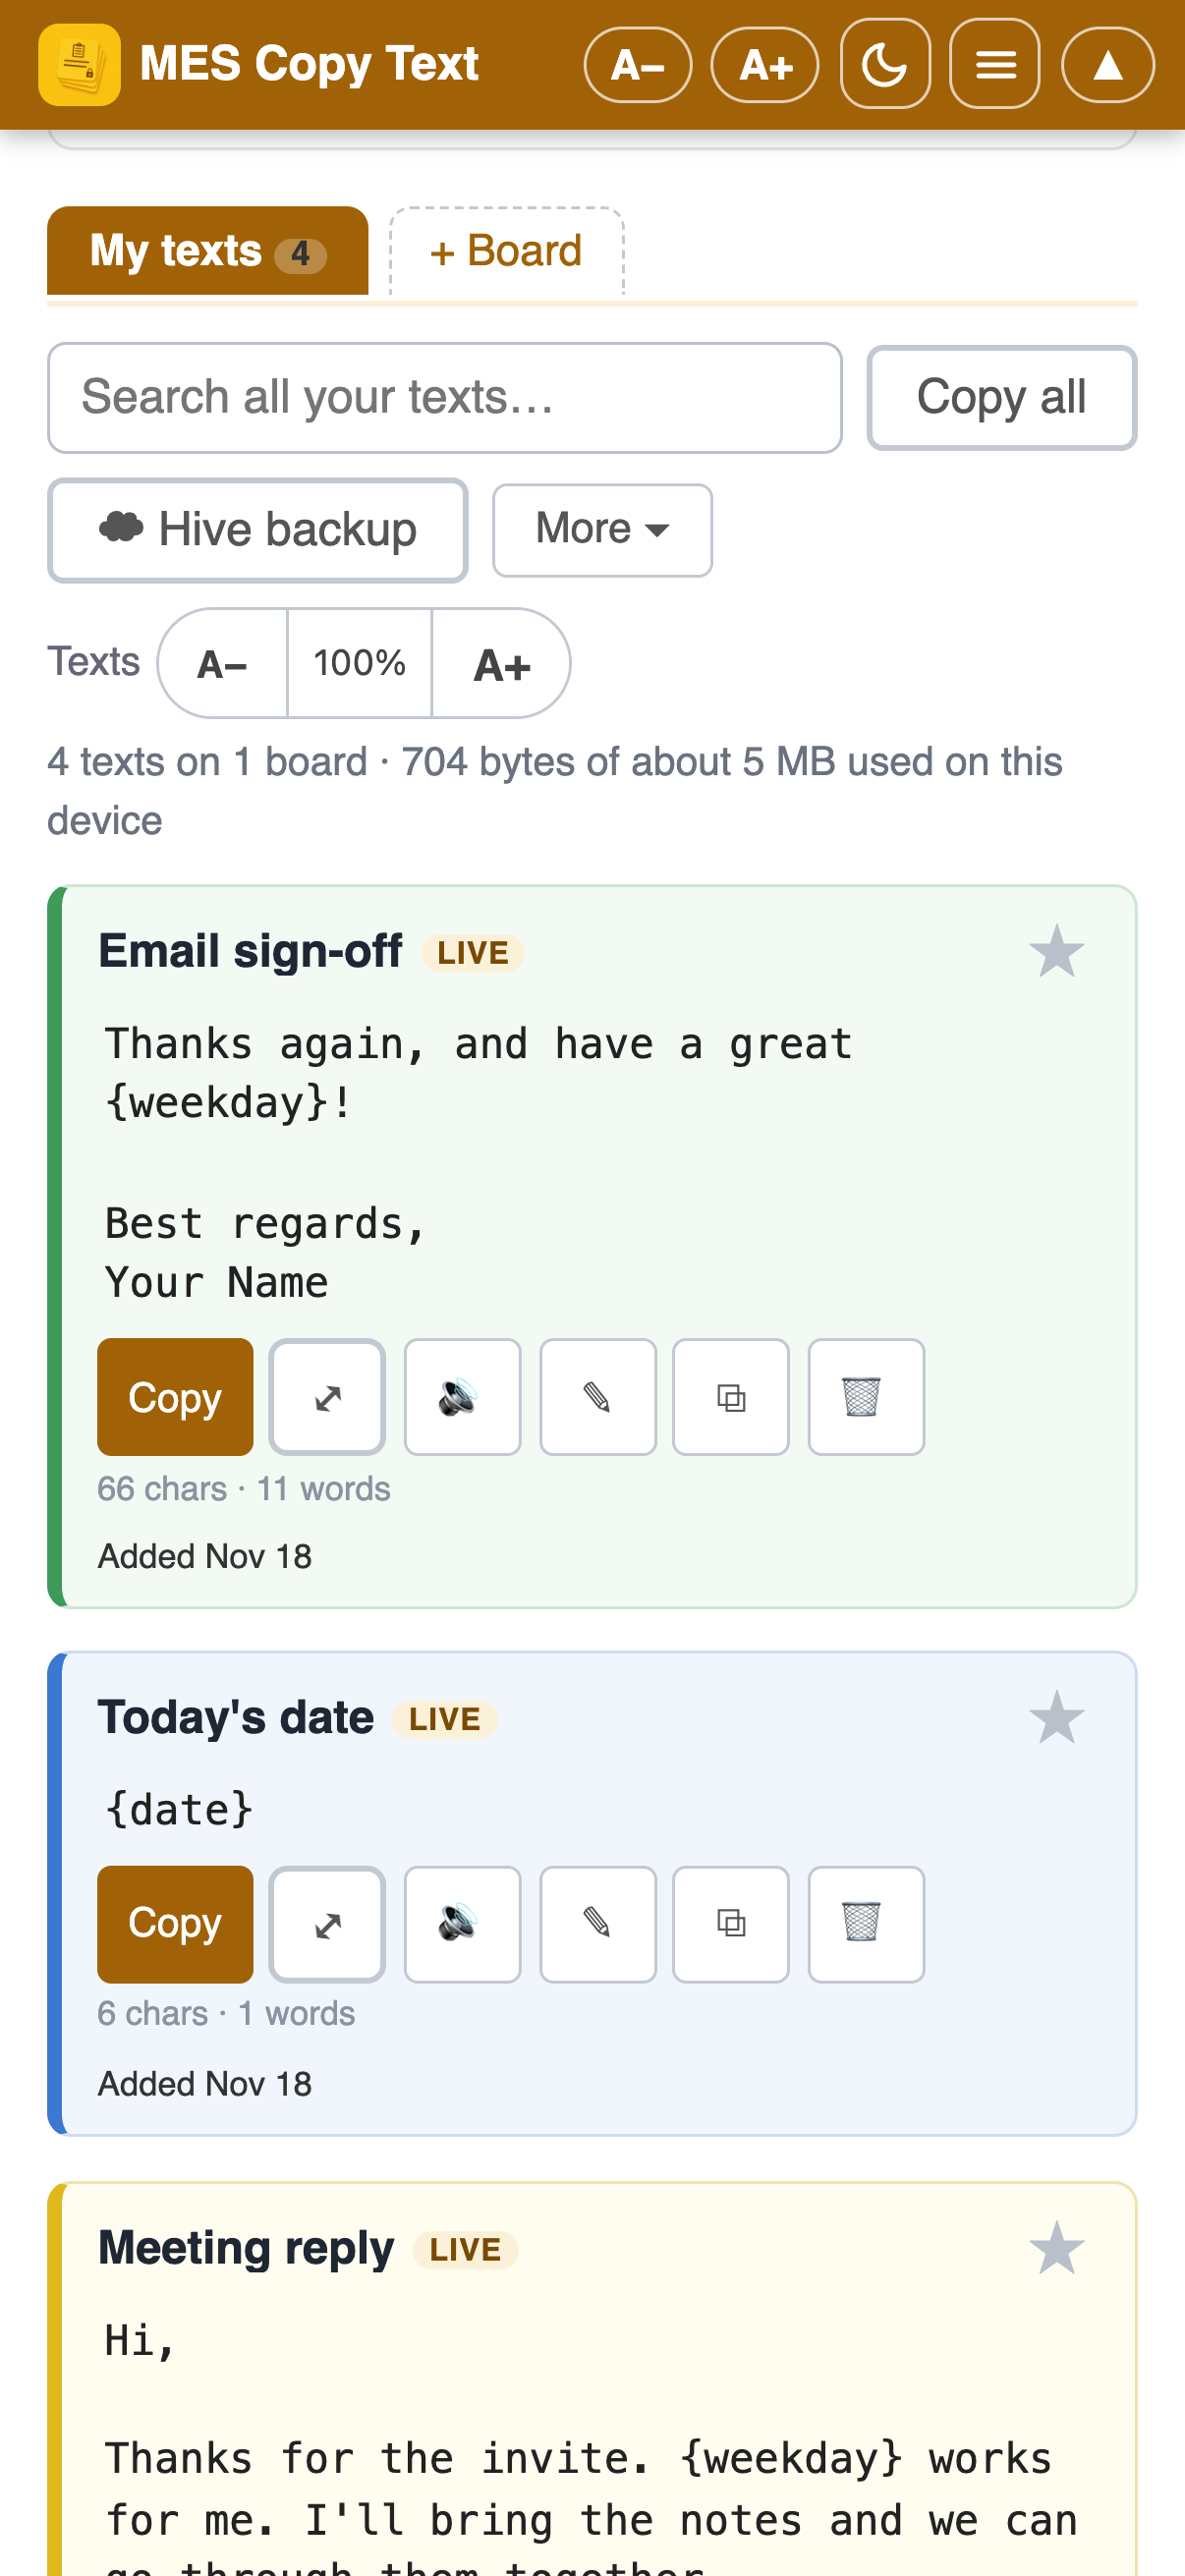 MES Copy Text A− A+ ▲
My texts 4 + Board
Search all your texts... Copy all
Hive backup More
Texts A− 100% A+
4 texts on 1 board · 704 bytes of about 5 MB used on this
device
Email sign-off LIVE
Thanks again, and have a great
{weekday}!
Best regards,
Your Name
Copy
66 chars · 11 words
Added Nov 18
Today's date LIVE
{date}
Copy
6 chars · 1 words
Added Nov 18
Meeting reply LIVE
Hi,
Thanks for the invite. {weekday} works
for me. I'll bring the notes and we can
go through them together